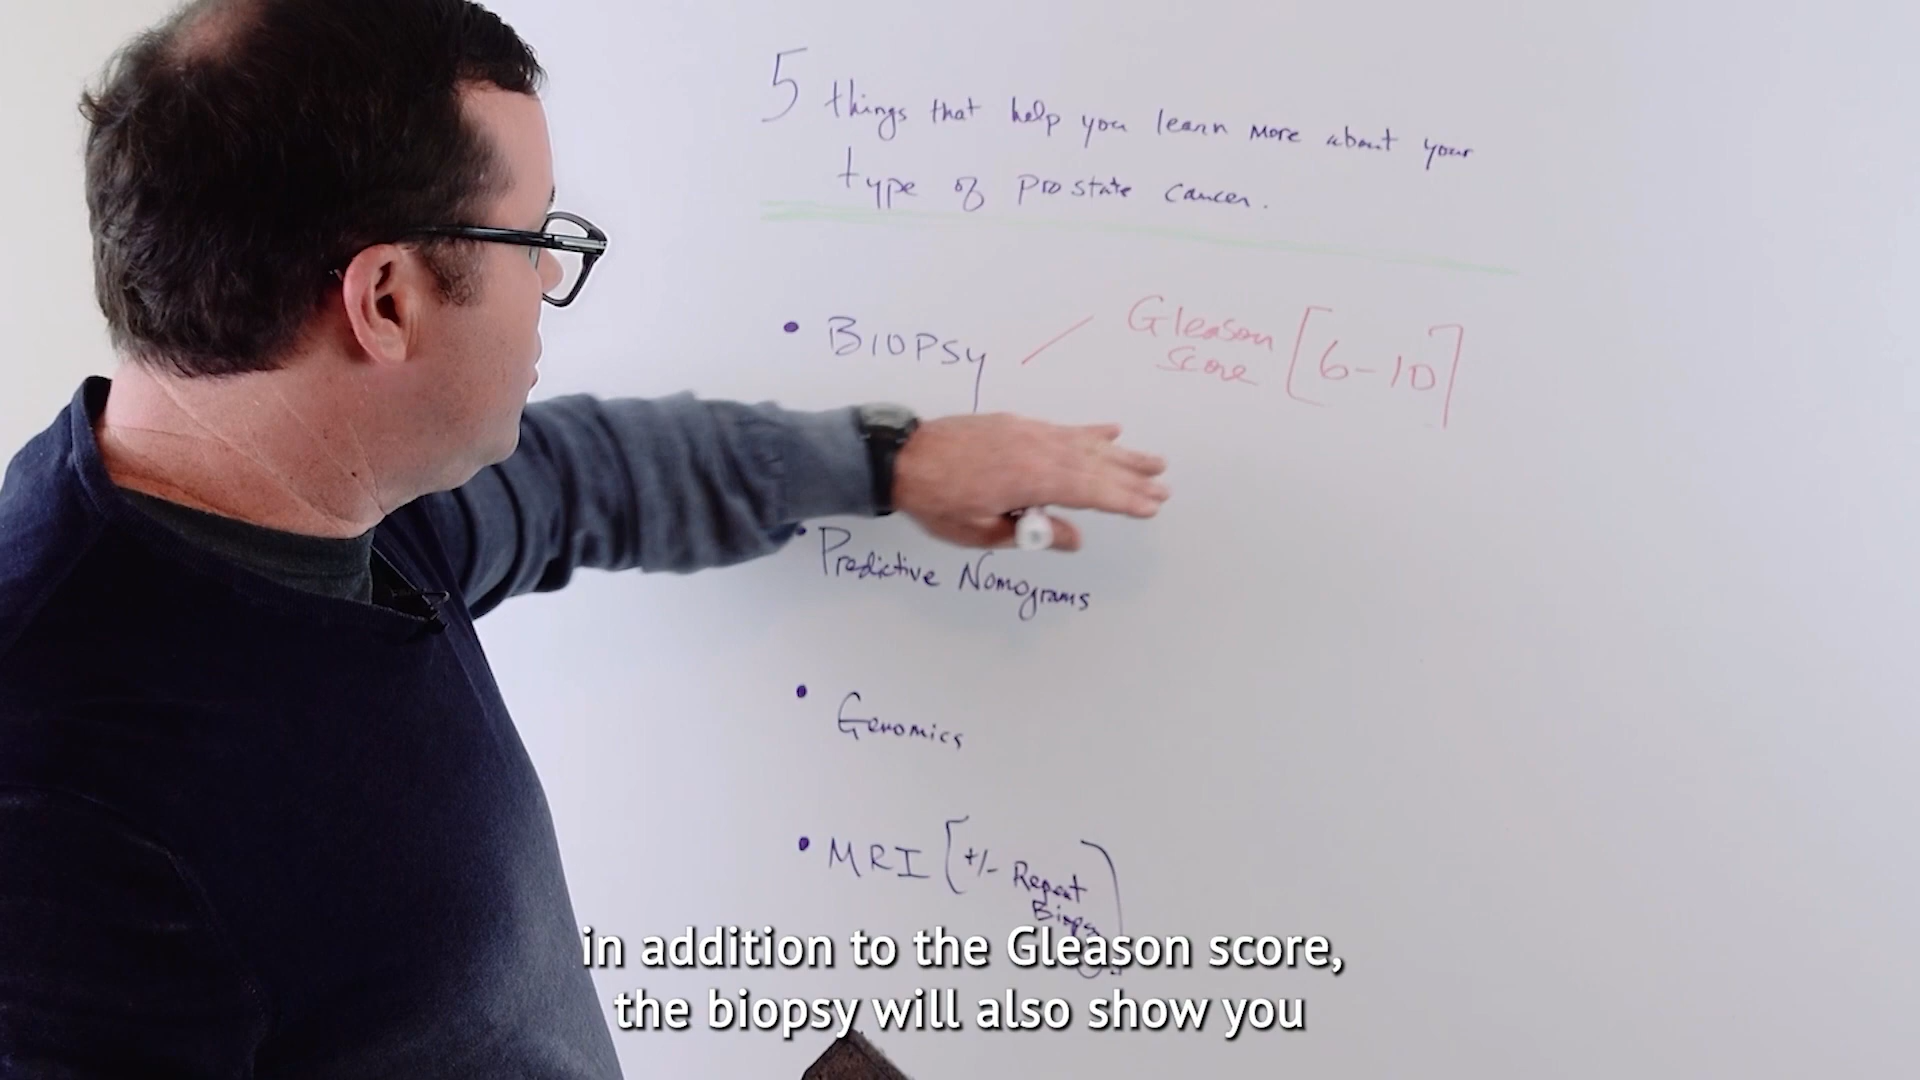 5 things that help you learn more about your
type of prostate cancer.
• BIOPSY / Gleason score [6-10]
• Predictive Nomograms
• Genomics
• MRI [+/- Repeat
Biopsy
in addition to the Gleason score,
the biopsy will also show you